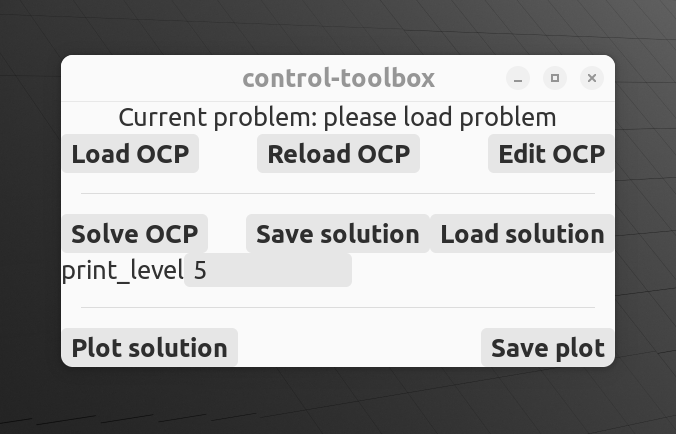 control-toolbox
Current problem: please load problem
Load OCP Reload OCP Edit OCP
Solve OCP Save solution Load solution
print_level 5
Plot solution Save plot